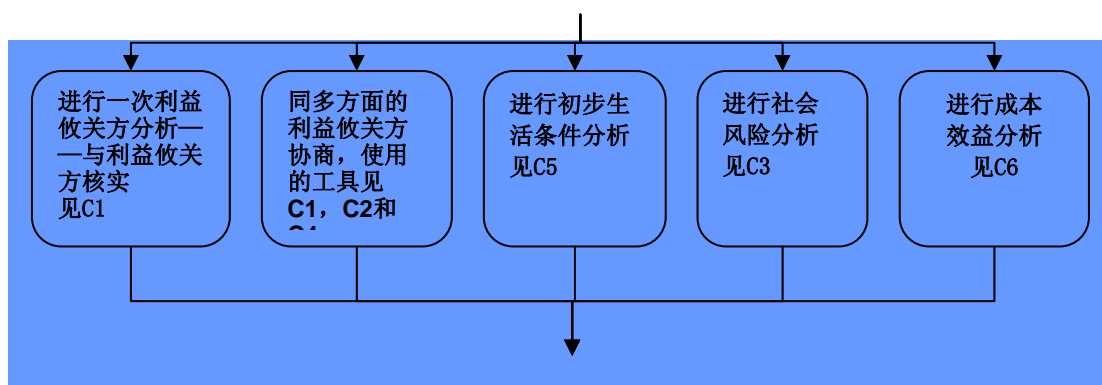 进行一次利益
攸关方分析—
—与利益攸关
方核实
见C1
同多方面的
利益攸关方
协商，使用
的工具见
C1，C2和
进行初步生
活条件分析
见C5
进行社会
风险分析
见C3
进行成本
效益分析
见C6